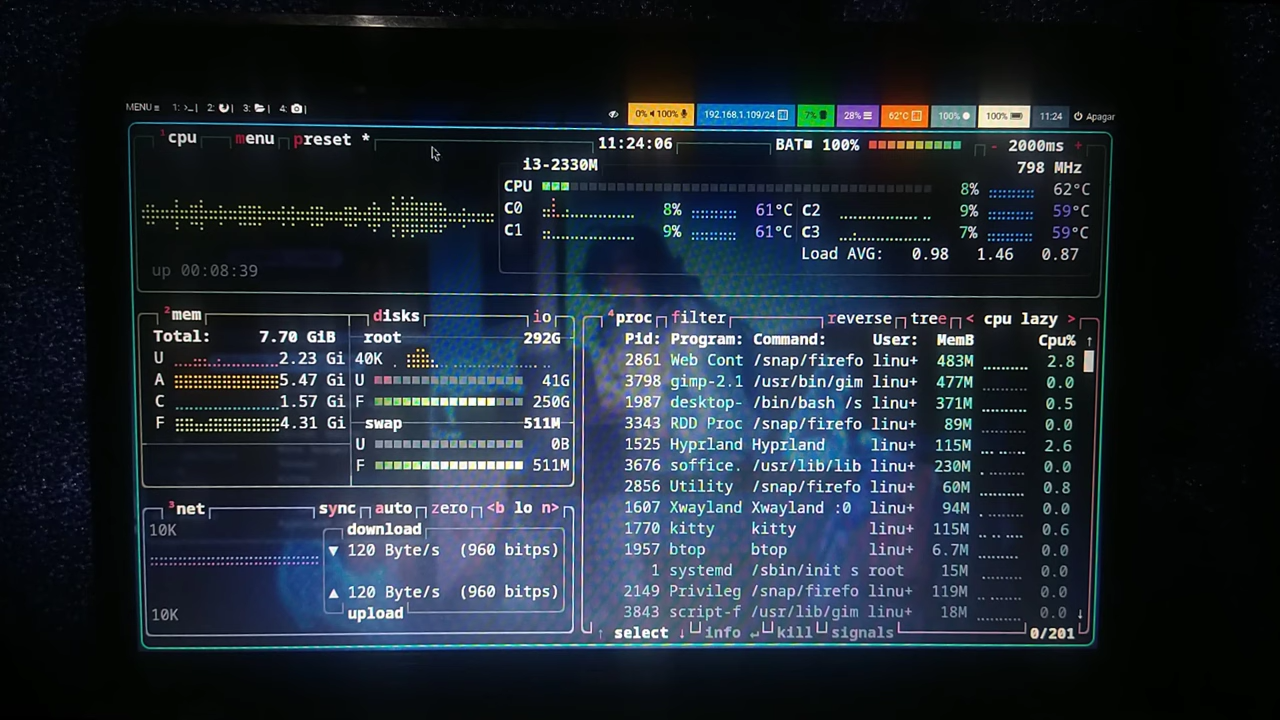 MENU 1: >_| 2: | 3: | 4: |
0% 100% 192.168.1.109/24 7% 28% 62°C 100% 100% 11:24 Apagar
¹cpu menu preset * 11:24:06 BAT■ 100% - 2000ms +
i3-2330M 798 MHz
CPU 8% 62°C
C0 8% 61°C C2 9% 59°C
C1 9% 61°C C3 7% 59°C
Load AVG: 0.98 1.46 0.87
up 00:08:39
²mem disks io
Total: 7.70 GiB root 292G
U 2.23 Gi 40K
A 5.47 Gi U 41G
C 1.57 Gi F 250G
F 4.31 Gi swap 511M
U 0B
F 511M
³net sync auto zero <b lo n>
10K download
▼ 120 Byte/s (960 bitps)
▲ 120 Byte/s (960 bitps)
10K upload
⁴proc filter reverse tree < cpu lazy >
Pid: Program: Command: User: MemB Cpu% ↑
2861 Web Cont /snap/firefo linu+ 483M 2.8
3798 gimp-2.1 /usr/bin/gim linu+ 477M 0.0
1987 desktop- /bin/bash /s linu+ 371M 0.5
3343 RDD Proc /snap/firefo linu+ 89M 0.0
1525 Hyprland Hyprland linu+ 115M 2.6
3676 soffice. /usr/lib/lib linu+ 230M 0.0
2856 Utility /snap/firefo linu+ 60M 0.8
1607 Xwayland Xwayland :0 linu+ 94M 0.0
1770 kitty kitty linu+ 115M 0.6
1957 btop btop linu+ 6.7M 0.0
1 systemd /sbin/init s root 15M 0.0
2149 Privileg /snap/firefo linu+ 119M 0.0
3843 script-f /usr/lib/gim linu+ 18M 0.0 ↓
↑ select ↓ info ↵ kill signals 0/201